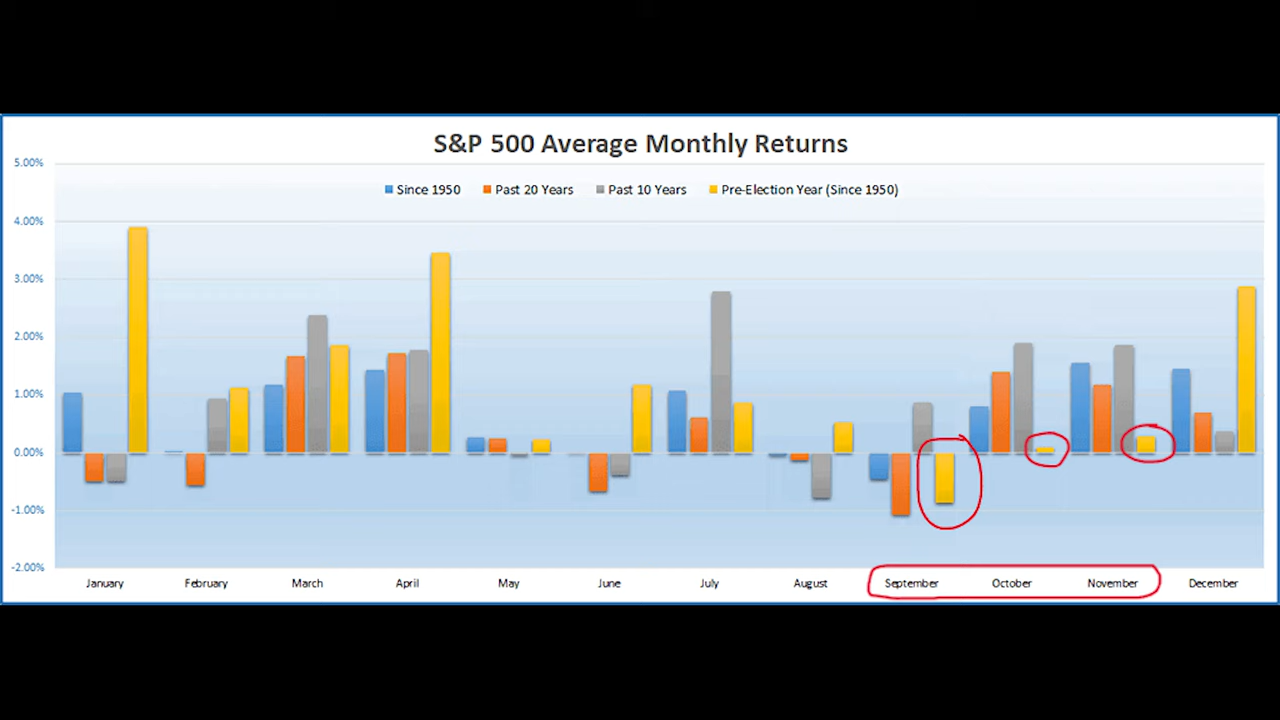 S&P 500 Average Monthly Returns
5.00%
Since 1950 Past 20 Years Past 10 Years Pre-Election Year (Since 1950)
4.00%
3.00%
2.00%
1.00%
0.00%
-1.00%
-2.00%
January February March April May June July August September October November December